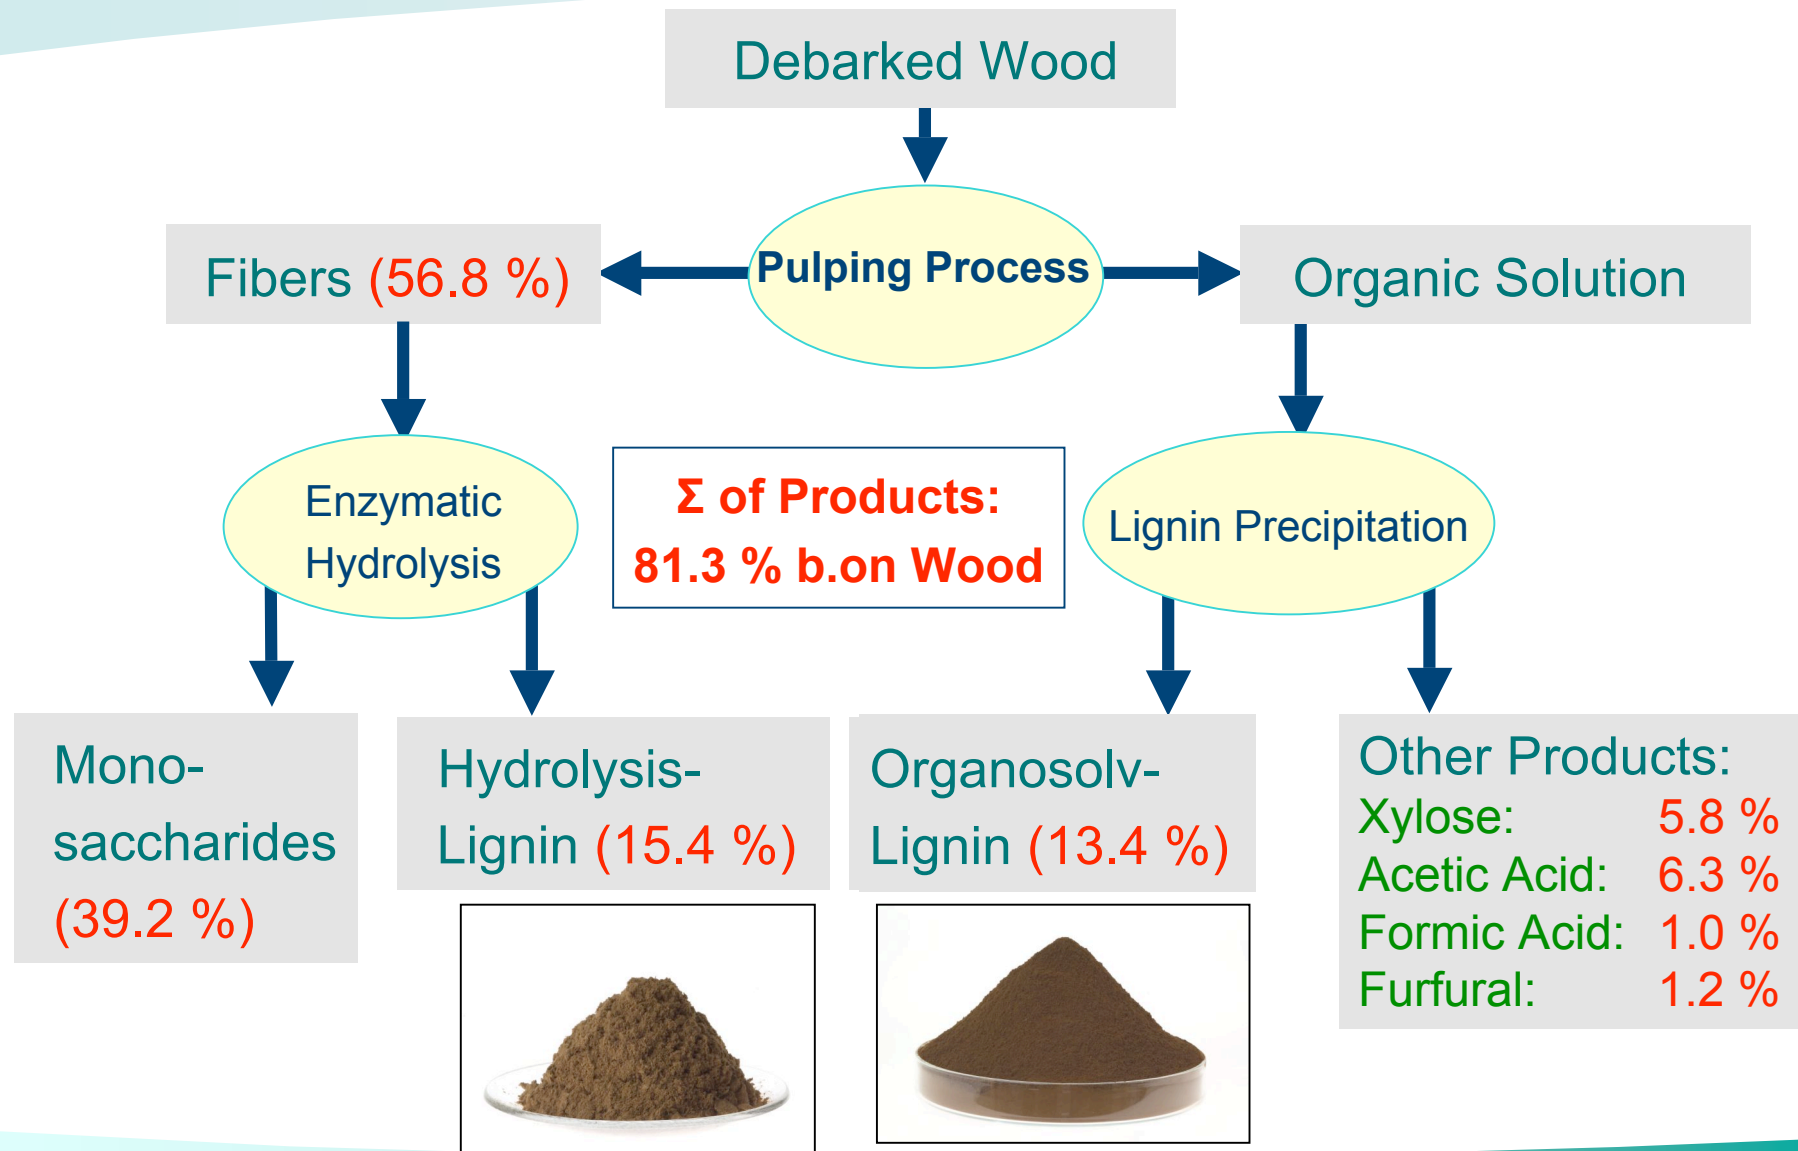 Debarked Wood
Pulping Process
Fibers (56.8 %)
Organic Solution
Enzymatic
Hydrolysis
Σ of Products:
81.3 % b.on Wood
Lignin Precipitation
Mono-
saccharides
(39.2 %)
Hydrolysis-
Lignin (15.4 %)
Organosolv-
Lignin (13.4 %)
Other Products:
Xylose: 5.8 %
Acetic Acid: 6.3 %
Formic Acid: 1.0 %
Furfural: 1.2 %